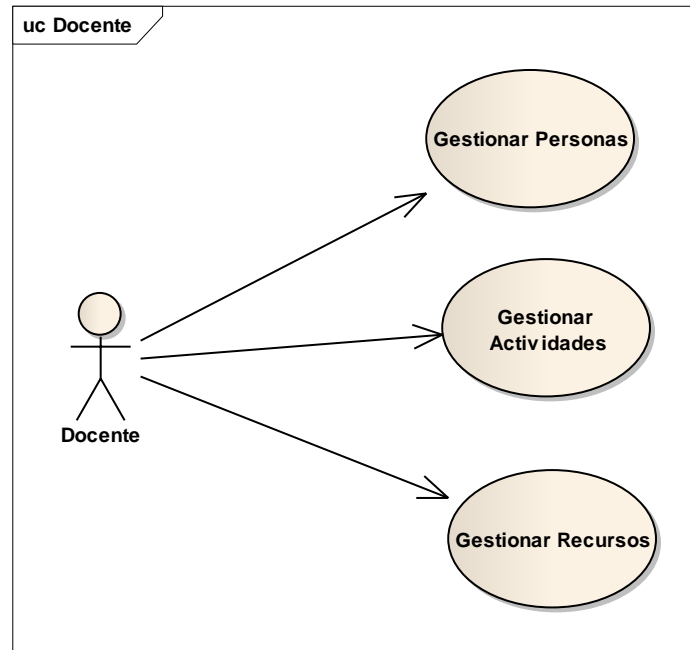 uc Docente
Gestionar Personas
Gestionar
Actividades
Docente
Gestionar Recursos